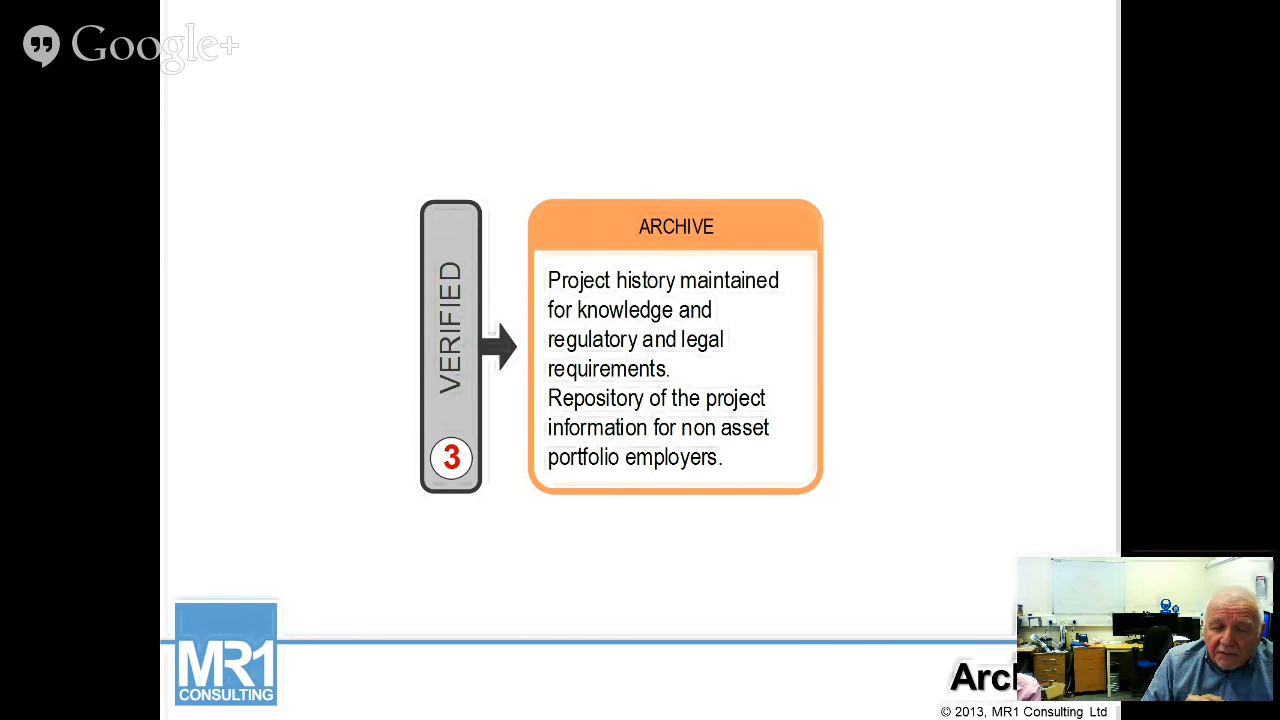 Google+
ARCHIVE
VERIFIED
3
Project history maintained
for knowledge and
regulatory and legal
requirements.
Repository of the project
information for non asset
portfolio employers.
MR1
CONSULTING
© 2013, MR1 Consulting Ltd